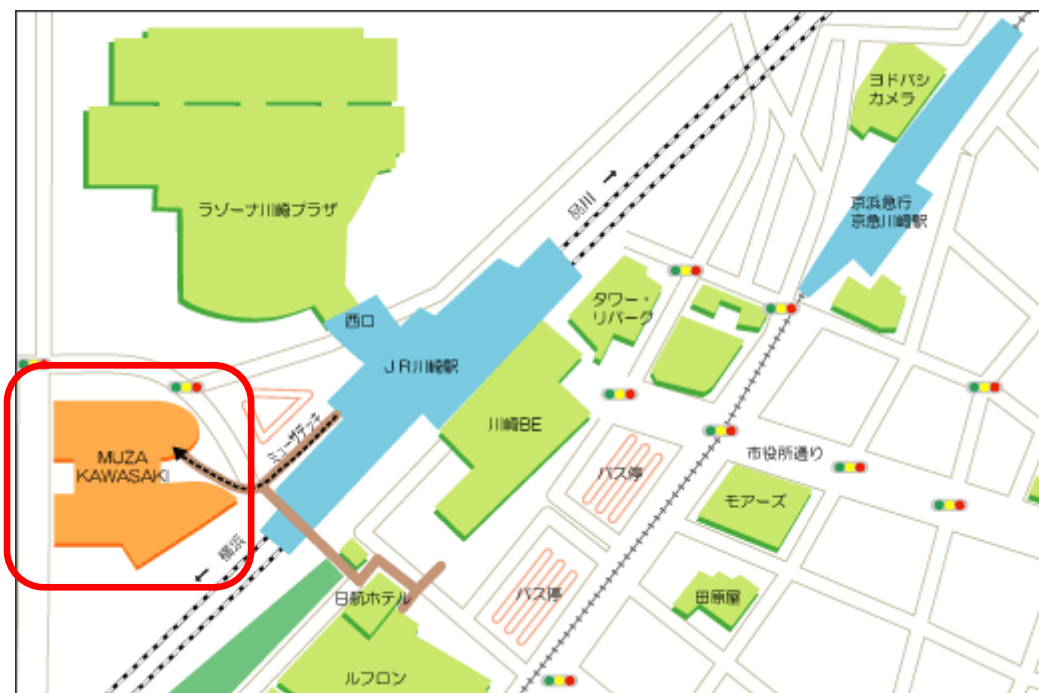 ヨドバシ
カメラ
ラゾーナ川崎プラザ
品川
京浜急行
京急川崎駅
タワー・
リバーク
西口
JR川崎駅
ミューザデッキ
川崎BE
MUZA
KAWASAKI
バス停
市役所通り
モアーズ
横浜
日航ホテル
バス停
田原屋
ルフロン